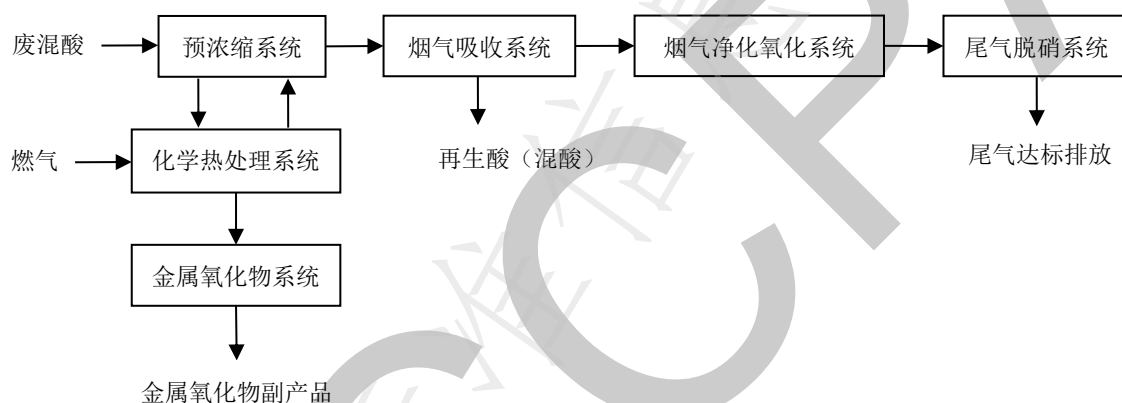 废混酸
预浓缩系统
烟气吸收系统
烟气净化氧化系统
尾气脱硝系统
燃气
化学热处理系统
再生酸（混酸）
尾气达标排放
金属氧化物系统
金属氧化物副产品